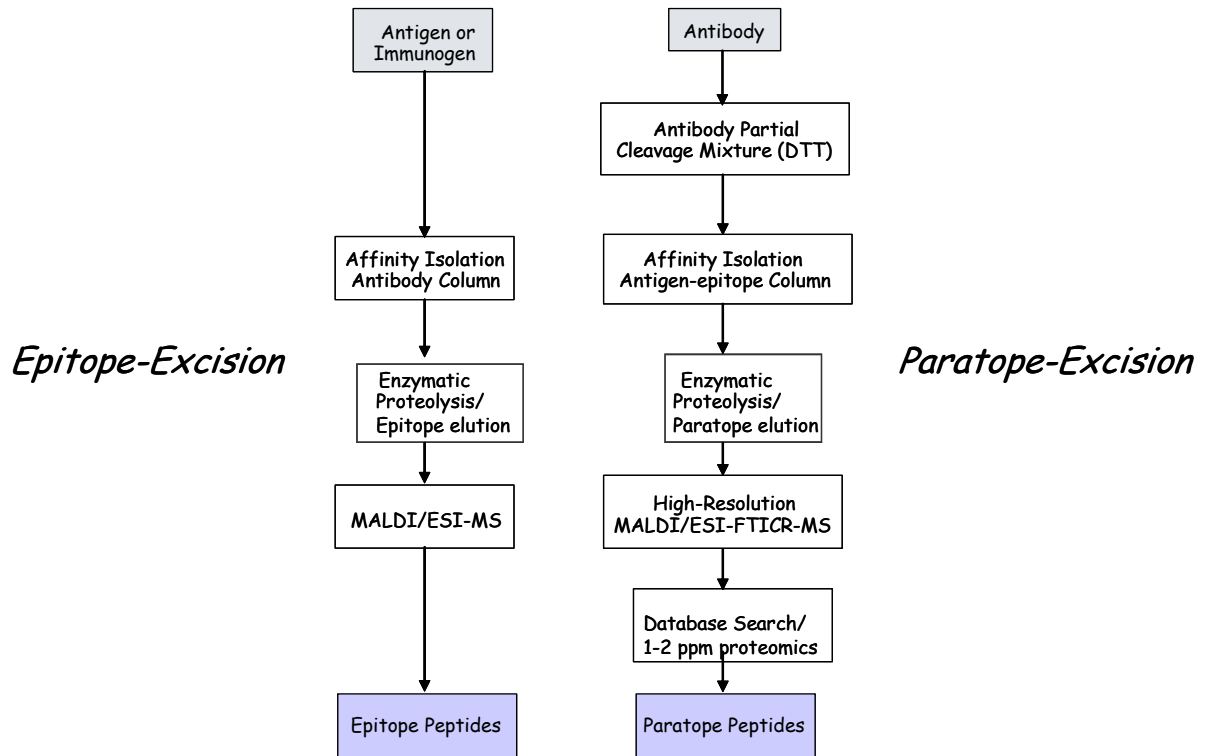 Antigen or
Immunogen
Affinity Isolation
Antibody Column
Epitope-Excision
Enzymatic
Proteolysis/
Epitope elution
MALDI/ESI-MS
Epitope Peptides
Antibody
Antibody Partial
Cleavage Mixture (DTT)
Affinity Isolation
Antigen-epitope Column
Paratope-Excision
Enzymatic
Proteolysis/
Paratope elution
High-Resolution
MALDI/ESI-FTICR-MS
Database Search/
1-2 ppm proteomics
Paratope Peptides